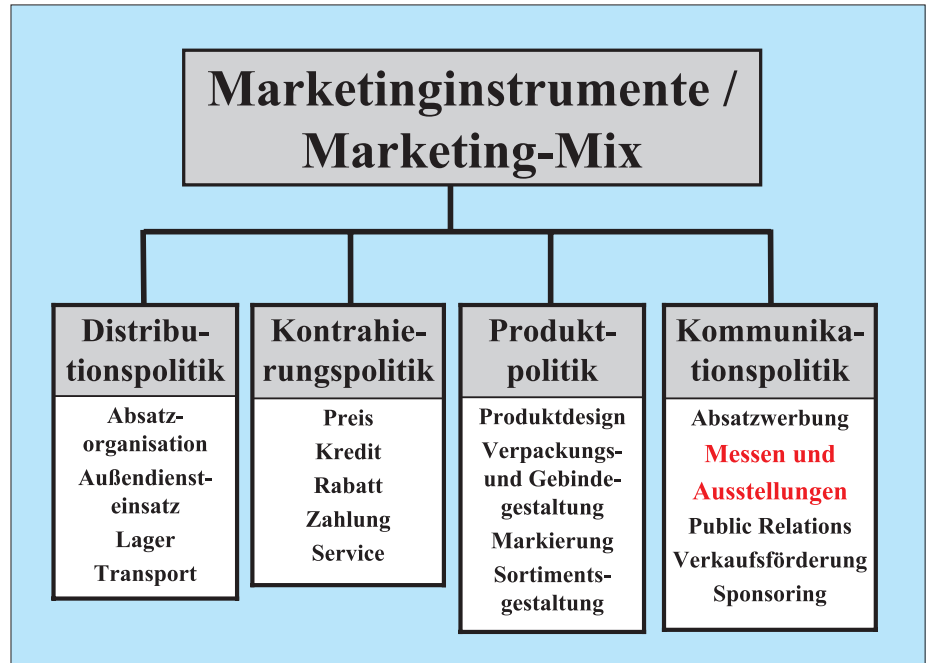 Marketinginstrumente /
Marketing-Mix
Distribu-
tionspolitik
Absatz-
organisation
Außendienst-
einsatz
Lager
Transport
Kontrahie-
rungspolitik
Preis
Kredit
Rabatt
Zahlung
Service
Produkt-
politik
Produktdesign
Verpackungs-
und Gebinde-
gestaltung
Markierung
Sortiments-
gestaltung
Kommunika-
tionspolitik
Absatzwerbung
Messen und
Ausstellungen
Public Relations
Verkaufsförderung
Sponsoring